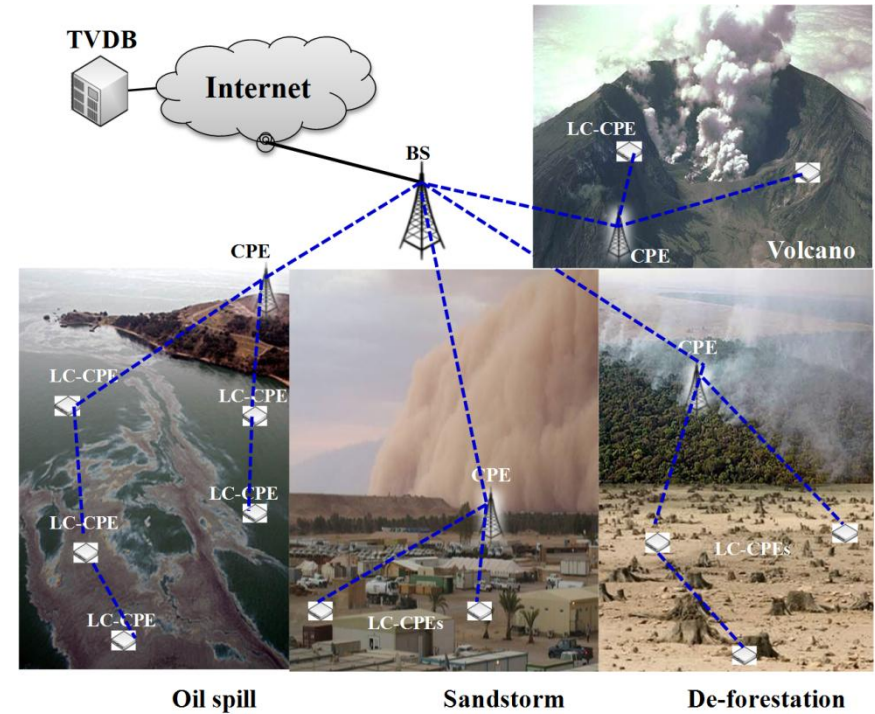 TVDB
Internet
BS
LC-CPE
CPE
Volcano
CPE
LC-CPE
LC-CPE
LC-CPE
LC-CPE
LC-CPE
CPE
LC-CPEs
CPE
LC-CPEs
Oil spill
Sandstorm
De-forestation